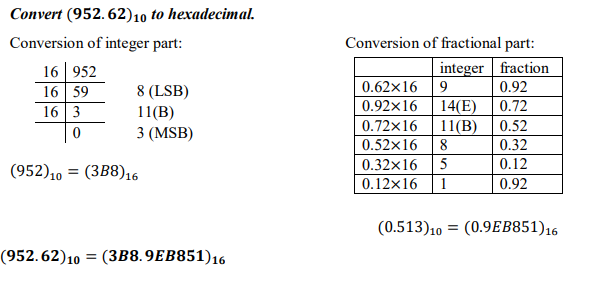 Convert (952.62)₁₀ to hexadecimal.
Conversion of integer part:
16 952
16 59 8 (LSB)
16 3 11(B)
0 3 (MSB)
(952)₁₀ = (3B8)₁₆
Conversion of fractional part:
integer fraction
0.62×16 9 0.92
0.92×16 14(E) 0.72
0.72×16 11(B) 0.52
0.52×16 8 0.32
0.32×16 5 0.12
0.12×16 1 0.92
(0.513)₁₀ = (0.9EB851)₁₆
(952.62)₁₀ = (3B8.9EB851)₁₆